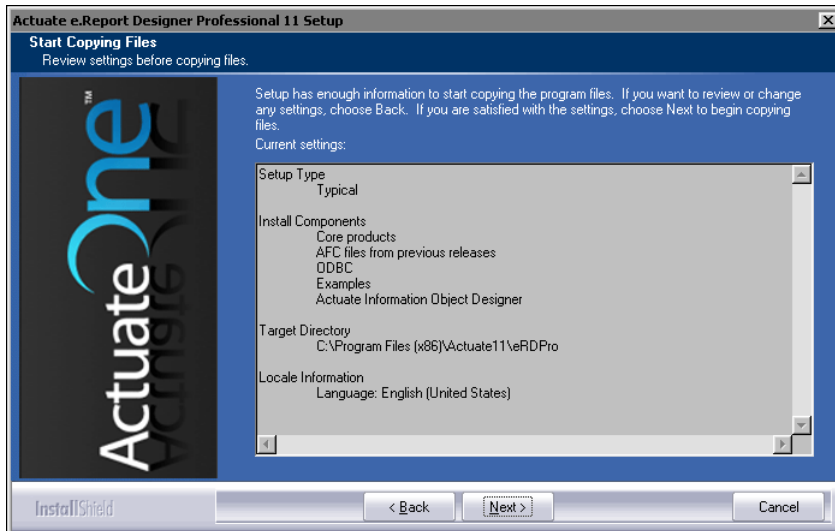 Actuate e.Report Designer Professional 11 Setup
Start Copying Files
Review settings before copying files.
ActuateOne™
Setup has enough information to start copying the program files. If you want to review or change
any settings, choose Back. If you are satisfied with the settings, choose Next to begin copying
files.
Current settings:
Setup Type
Typical
Install Components
Core products
AFC files from previous releases
ODBC
Examples
Actuate Information Object Designer
Target Directory
C:\Program Files (x86)\Actuate11\eRDPro
Locale Information
Language: English (United States)
InstallShield
< Back
Next >
Cancel